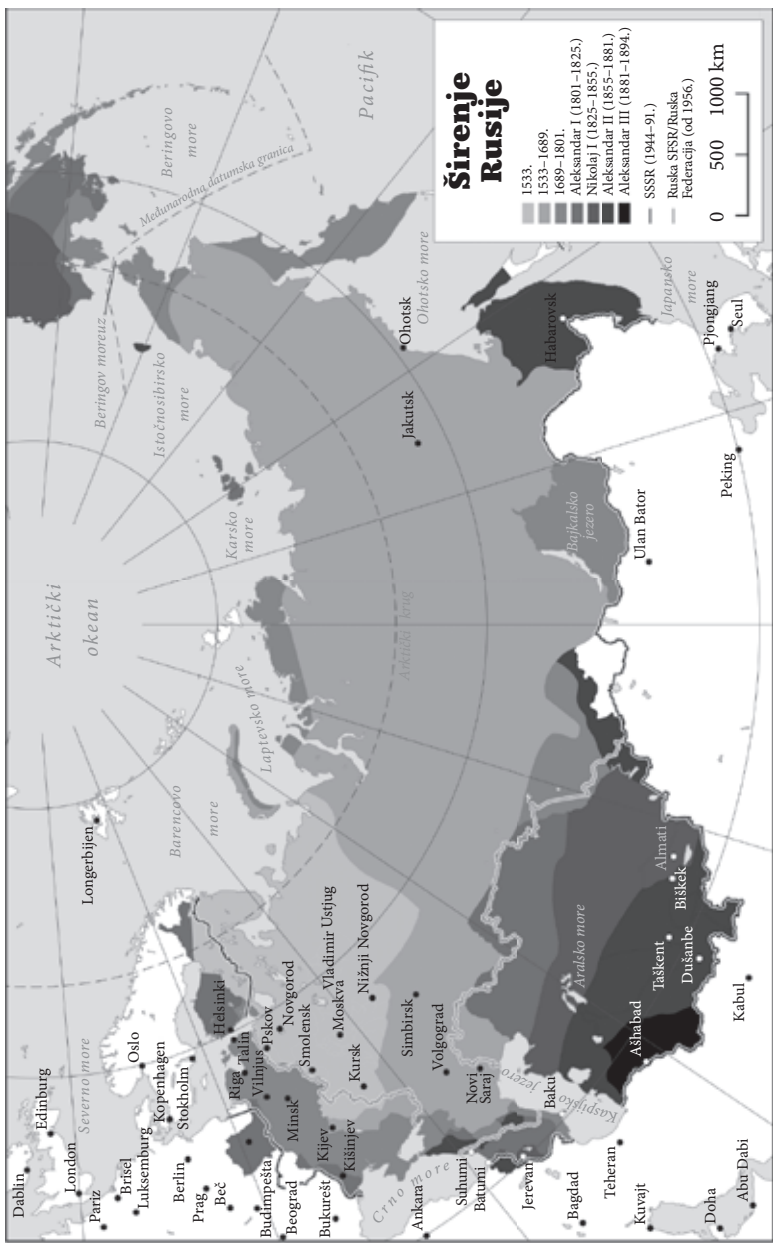 Širenje
Rusije
1533.
1533–1689.
1689–1801.
Aleksandar I (1801–1825.)
Nikolaj I (1825–1855.)
Aleksandar II (1855–1881.)
Aleksandar III (1881–1894.)
SSSR (1944–91.)
Ruska SFSR/Ruska
Federacija (od 1956.)
0
500
1000 km
Dablin
Edinburg
London
Severno more
Pariz
Brisel
Luksemburg
Oslo
Kopenhagen
Stokholm
Berlin
Prag
Beč
Budimpešta
Beograd
Bukurešt
Helsinki
Talin
Riga
Vilnjus
Pskov
Novgorod
Smolensk
Minsk
Kijev
Kišinjev
Vladimir Ustjug
Moskva
Nižnji Novgorod
Kursk
Simbirsk
Volgograd
Novi
Saraj
Crno more
Ankara
Suhumi
Batumi
Jerevan
Baku
Kaspijsko
jezero
Bagdad
Teheran
Kuvajt
Doha
Abu Dabi
Ašhabad
Kabul
Dušanbe
Taškent
Biškek
Almati
Aralsko more
Longerbijen
Barencovo
more
Laptevsko more
Karsko
more
Arktički
okean
Arktički krug
Istočnosibirsko
more
Beringov moreuz
Beringovo
more
Međunarodna datumska granica
Pacifik
Ohotsk
Ohotsko more
Jakutsk
Habarovsk
Bajkalsko
jezero
Ulan Bator
Peking
Pjongjang
Seul
Japansko
more